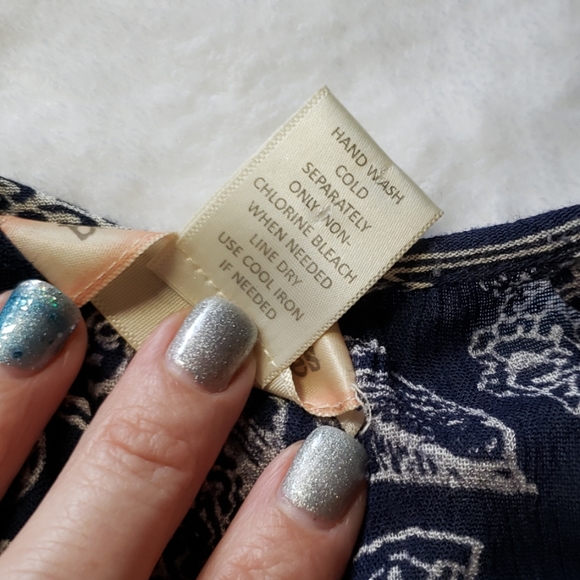 HAND WASH
COLD
SEPARATELY
ONLY/NON-
CHLORINE BLEACH
WHEN NEEDED
LINE DRY
USE COOL IRON
IF NEEDED